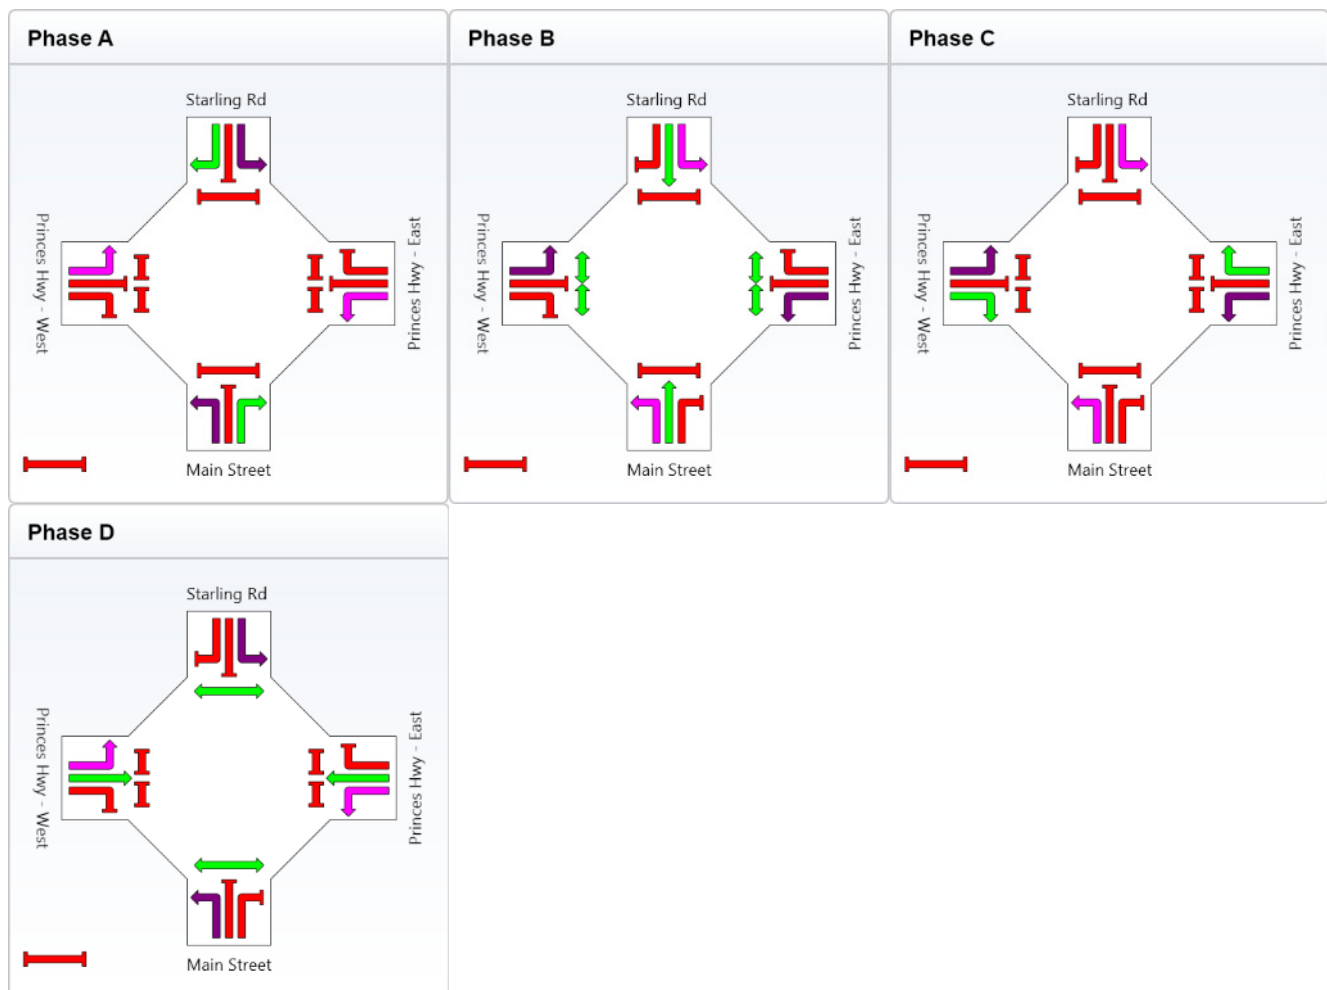 Phase A
Starling Rd
Princes Hwy - West
Princes Hwy - East
Main Street
Phase B
Starling Rd
Princes Hwy - West
Princes Hwy - East
Main Street
Phase C
Starling Rd
Princes Hwy - West
Princes Hwy - East
Main Street
Phase D
Starling Rd
Princes Hwy - West
Princes Hwy - East
Main Street